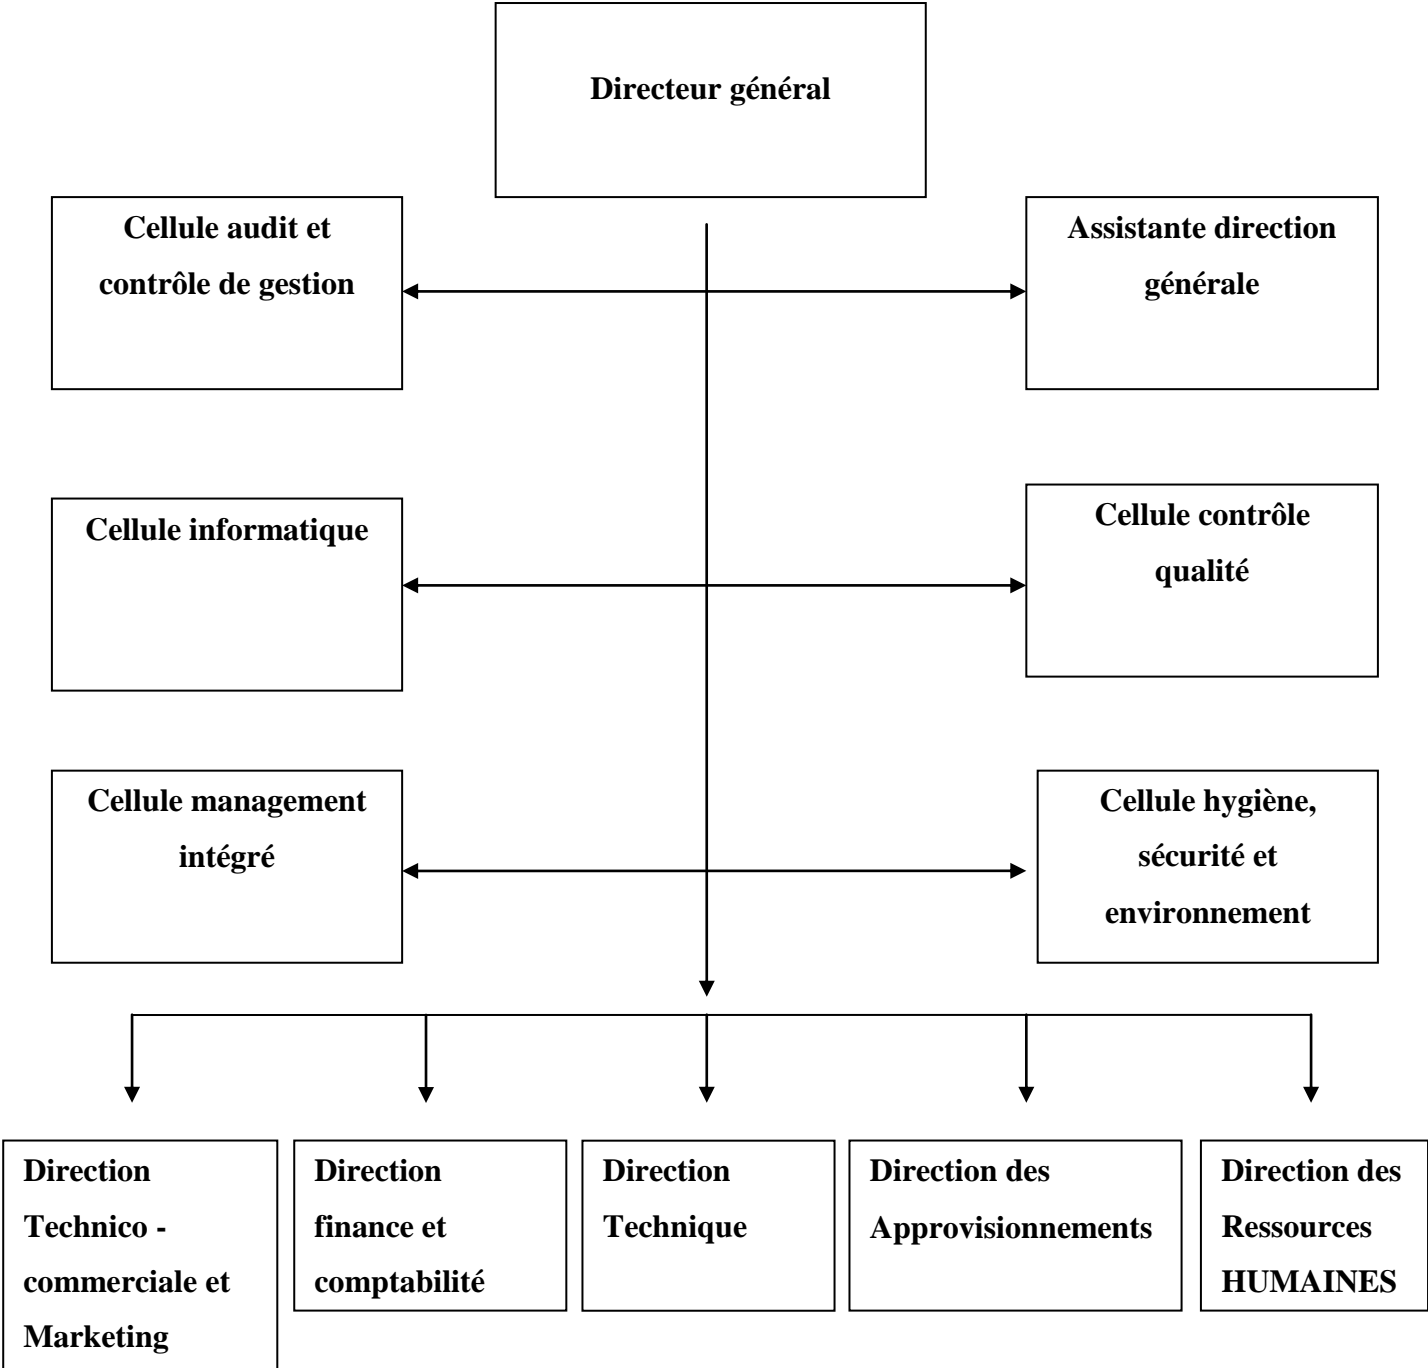 Directeur général
Cellule audit et
contrôle de gestion
Assistante direction
générale
Cellule informatique
Cellule contrôle
qualité
Cellule management
intégré
Cellule hygiène,
sécurité et
environnement
Direction
Technico -
commerciale et
Marketing
Direction
finance et
comptabilité
Direction
Technique
Direction des
Approvisionnements
Direction des
Ressources
HUMAINES